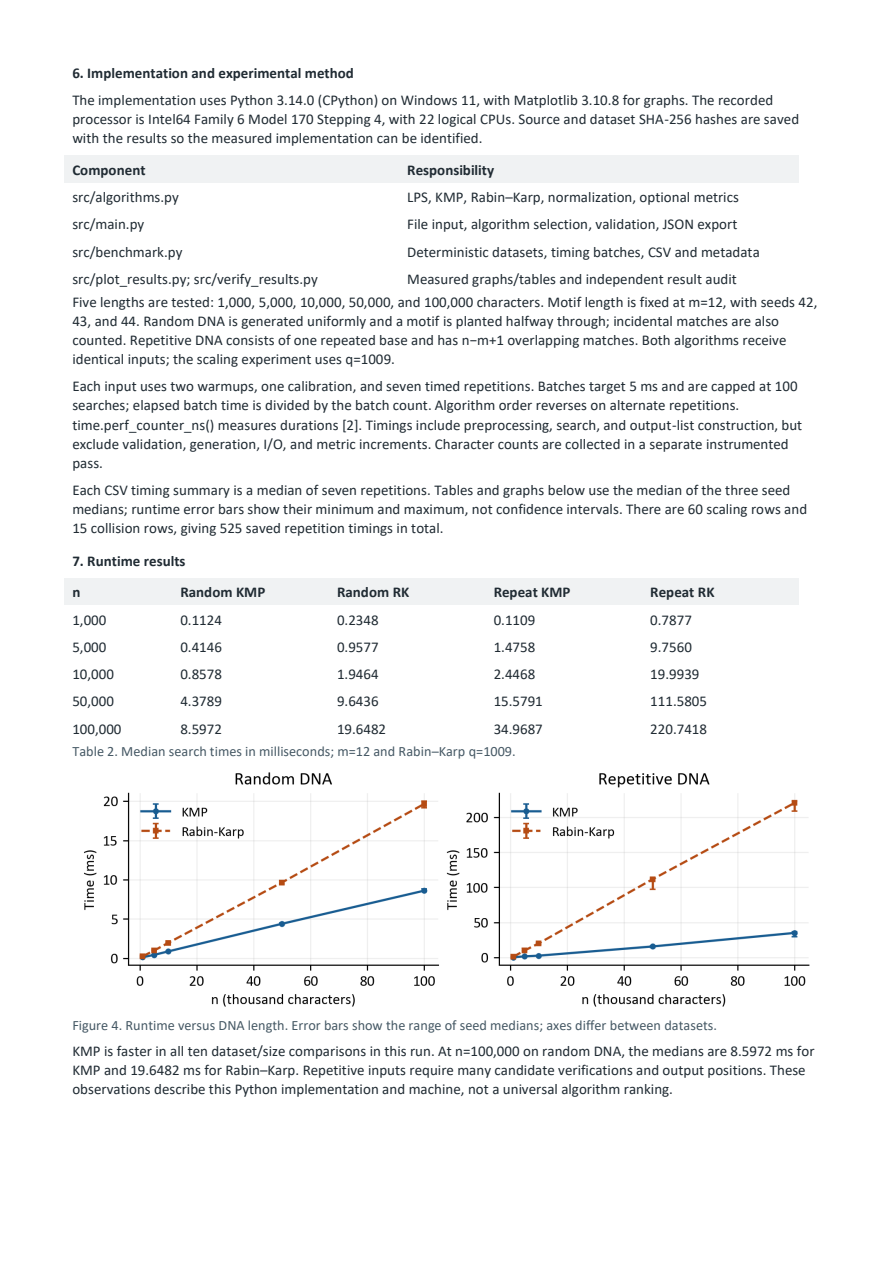 6. Implementation and experimental method
The implementation uses Python 3.14.0 (CPython) on Windows 11, with Matplotlib 3.10.8 for graphs. The recorded
processor is Intel64 Family 6 Model 170 Stepping 4, with 22 logical CPUs. Source and dataset SHA-256 hashes are saved
with the results so the measured implementation can be identified.
Component Responsibility
src/algorithms.py LPS, KMP, Rabin–Karp, normalization, optional metrics
src/main.py File input, algorithm selection, validation, JSON export
src/benchmark.py Deterministic datasets, timing batches, CSV and metadata
src/plot_results.py; src/verify_results.py Measured graphs/tables and independent result audit
Five lengths are tested: 1,000, 5,000, 10,000, 50,000, and 100,000 characters. Motif length is fixed at m=12, with seeds 42,
43, and 44. Random DNA is generated uniformly and a motif is planted halfway through; incidental matches are also
counted. Repetitive DNA consists of one repeated base and has n−m+1 overlapping matches. Both algorithms receive
identical inputs; the scaling experiment uses q=1009.
Each input uses two warmups, one calibration, and seven timed repetitions. Batches target 5 ms and are capped at 100
searches; elapsed batch time is divided by the batch count. Algorithm order reverses on alternate repetitions.
time.perf_counter_ns() measures durations [2]. Timings include preprocessing, search, and output-list construction, but
exclude validation, generation, I/O, and metric increments. Character counts are collected in a separate instrumented
pass.
Each CSV timing summary is a median of seven repetitions. Tables and graphs below use the median of the three seed
medians; runtime error bars show their minimum and maximum, not confidence intervals. There are 60 scaling rows and
15 collision rows, giving 525 saved repetition timings in total.
7. Runtime results
n Random KMP Random RK Repeat KMP Repeat RK
1,000 0.1124 0.2348 0.1109 0.7877
5,000 0.4146 0.9577 1.4758 9.7560
10,000 0.8578 1.9464 2.4468 19.9939
50,000 4.3789 9.6436 15.5791 111.5805
100,000 8.5972 19.6482 34.9687 220.7418
Table 2. Median search times in milliseconds; m=12 and Rabin–Karp q=1009.
Random DNA
20
15
10
5
0
Time (ms)
KMP
Rabin-Karp
0 20 40 60 80 100
n (thousand characters)
Repetitive DNA
200
150
100
50
0
Time (ms)
KMP
Rabin-Karp
0 20 40 60 80 100
n (thousand characters)
Figure 4. Runtime versus DNA length. Error bars show the range of seed medians; axes differ between datasets.
KMP is faster in all ten dataset/size comparisons in this run. At n=100,000 on random DNA, the medians are 8.5972 ms for
KMP and 19.6482 ms for Rabin–Karp. Repetitive inputs require many candidate verifications and output positions. These
observations describe this Python implementation and machine, not a universal algorithm ranking.